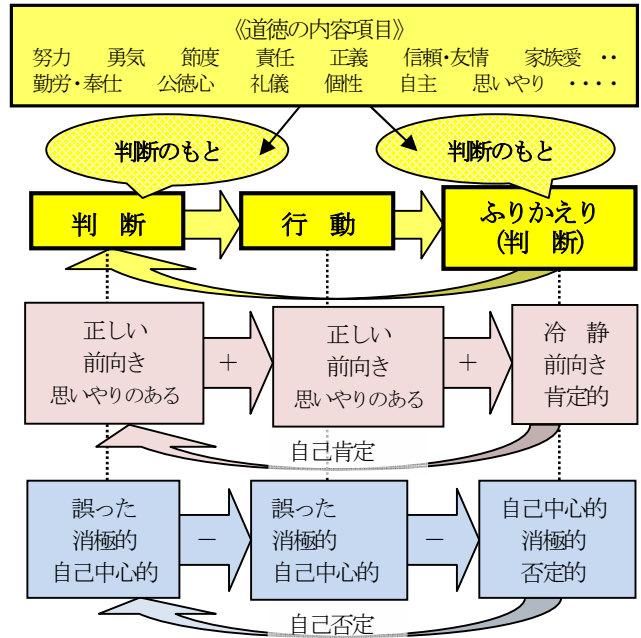 《道徳の内容項目》
努力 勇気 節度 責任 正義 信頼・友情 家族愛 ・・
勤労・奉仕 公徳心 礼儀 個性 自主 思いやり ・・・・
判断のもと 判断のもと
判 断 行 動 ふりかえり
(判 断)
正しい
前向き
思いやりのある
+
正しい
前向き
思いやりのある
+
冷 静
前向き
肯定的
自己肯定
誤った
消極的
自己中心的
－
誤った
消極的
自己中心的
－
自己中心的
消極的
否定的
自己否定